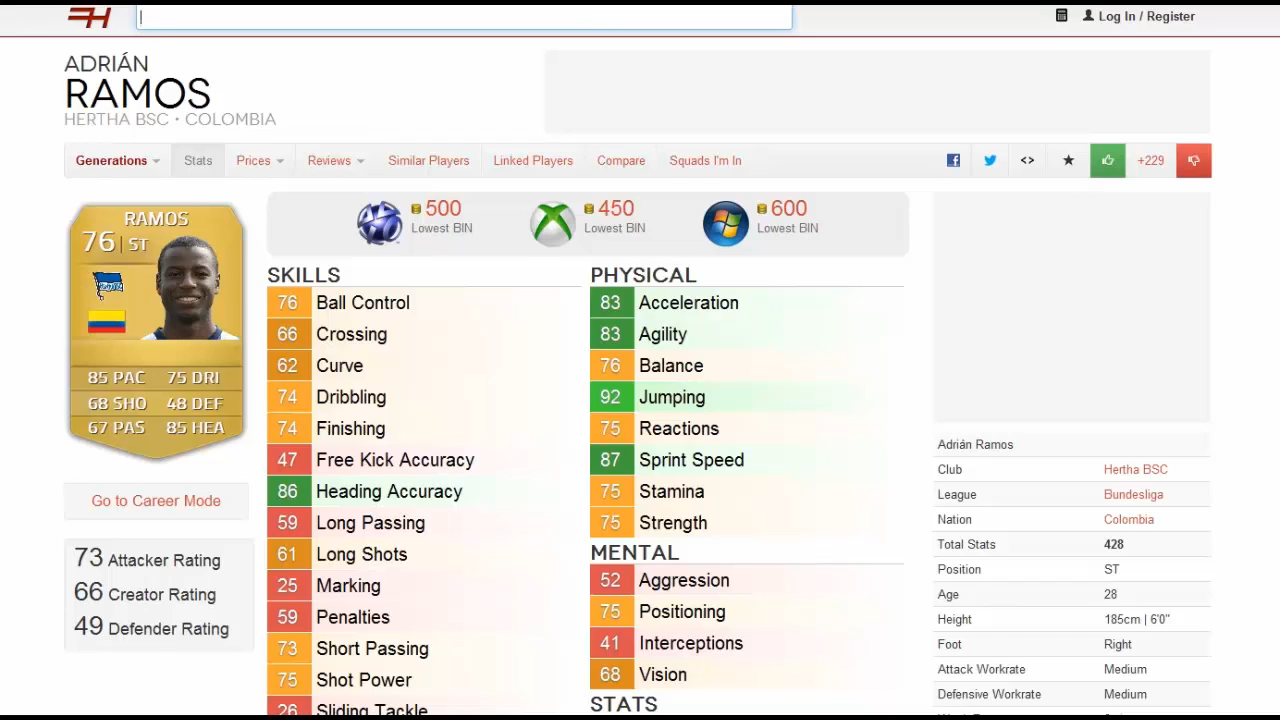 Log In / Register
ADRIÁN
RAMOS
HERTHA BSC • COLOMBIA
Generations
Stats
Prices
Reviews
Similar Players
Linked Players
Compare
Squads I'm In
+229
RAMOS
76 | ST
85 PAC 75 DRI
68 SHO 48 DEF
67 PAS 85 HEA
Go to Career Mode
73 Attacker Rating
66 Creator Rating
49 Defender Rating
500
Lowest BIN
450
Lowest BIN
600
Lowest BIN
SKILLS
76 Ball Control
66 Crossing
62 Curve
74 Dribbling
74 Finishing
47 Free Kick Accuracy
86 Heading Accuracy
59 Long Passing
61 Long Shots
25 Marking
59 Penalties
73 Short Passing
75 Shot Power
26 Sliding Tackle
PHYSICAL
83 Acceleration
83 Agility
76 Balance
92 Jumping
75 Reactions
87 Sprint Speed
75 Stamina
75 Strength
MENTAL
52 Aggression
75 Positioning
41 Interceptions
68 Vision
STATS
Adrián Ramos
Club Hertha BSC
League Bundesliga
Nation Colombia
Total Stats 428
Position ST
Age 28
Height 185cm | 6'0"
Foot Right
Attack Workrate Medium
Defensive Workrate Medium